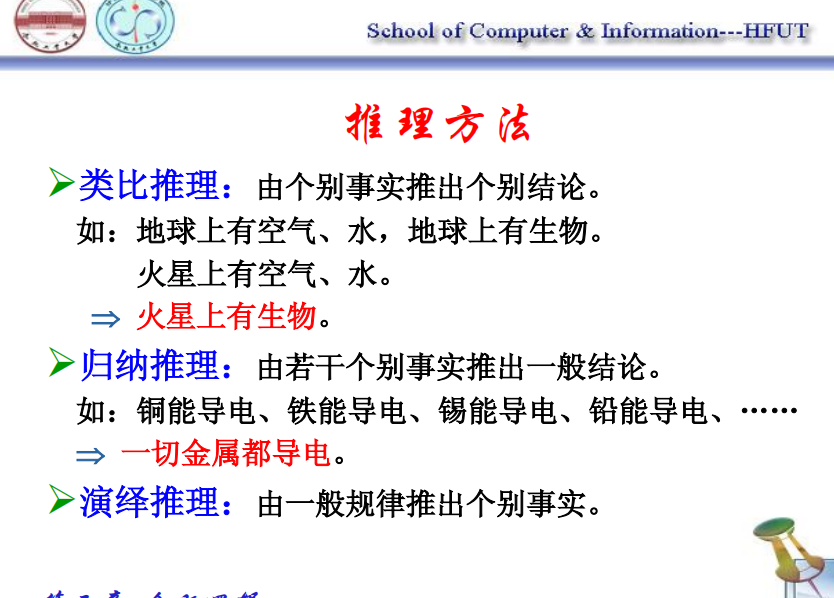 School of Computer & Information---HFUT
推理方法
类比推理：由个别事实推出个别结论。
如：地球上有空气、水，地球上有生物。
火星上有空气、水。
⇒ 火星上有生物。
归纳推理：由若干个别事实推出一般结论。
如：铜能导电、铁能导电、锡能导电、铅能导电、……
⇒ 一切金属都导电。
演绎推理：由一般规律推出个别事实。